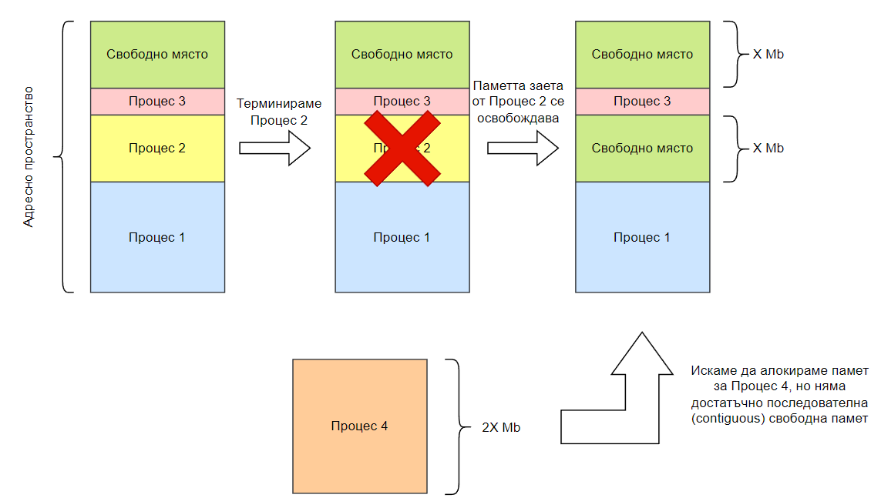 Свободно място
Процес 3
Процес 2
Процес 1
Адресно пространство
Терминираме
Процес 2
Свободно място
Процес 3
Процес 2
Процес 1
Паметта заета
от Процес 2 се
освобождава
Свободно място
Процес 3
Свободно място
Процес 1
X Mb
X Mb
Процес 4
2X Mb
Искаме да алокираме памет
за Процес 4, но няма
достатъчно последователна
(contiguous) свободна памет